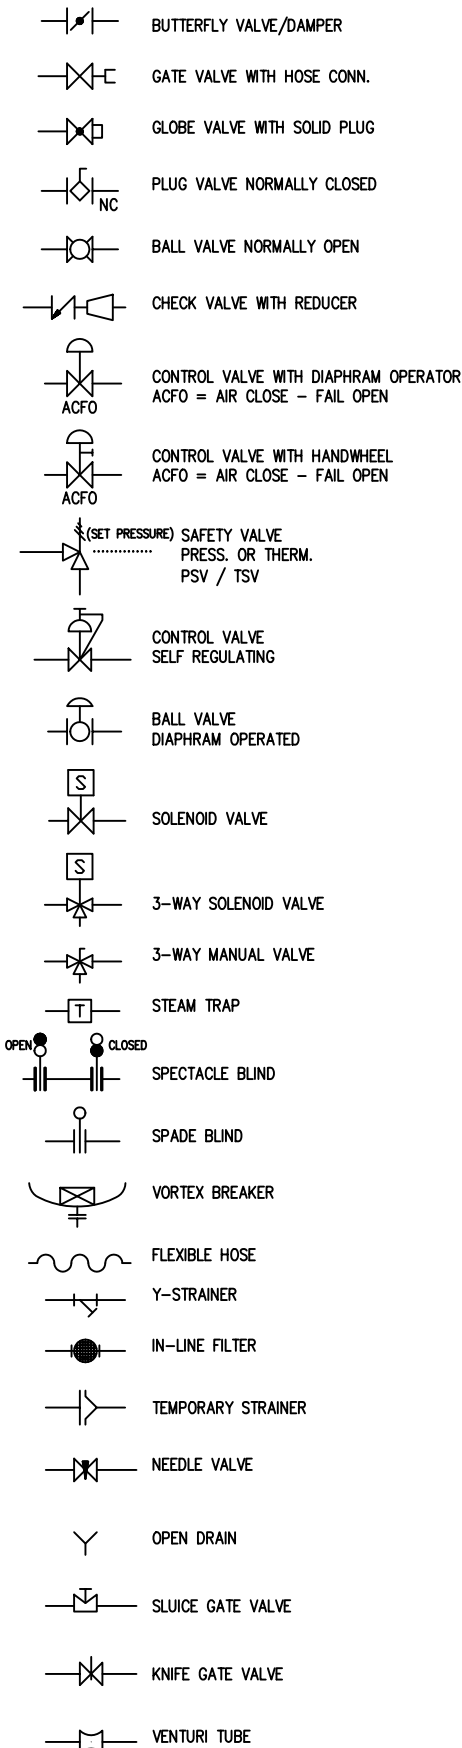 BUTTERFLY VALVE/DAMPER
GATE VALVE WITH HOSE CONN.
GLOBE VALVE WITH SOLID PLUG
PLUG VALVE NORMALLY CLOSED
NC
BALL VALVE NORMALLY OPEN
CHECK VALVE WITH REDUCER
CONTROL VALVE WITH DIAPHRAM OPERATOR
ACFO = AIR CLOSE - FAIL OPEN
ACFO
CONTROL VALVE WITH HANDWHEEL
ACFO = AIR CLOSE - FAIL OPEN
ACFO
(SET PRESSURE) SAFETY VALVE
PRESS. OR THERM.
PSV / TSV
CONTROL VALVE
SELF REGULATING
BALL VALVE
DIAPHRAM OPERATED
S
SOLENOID VALVE
S
3-WAY SOLENOID VALVE
3-WAY MANUAL VALVE
T
STEAM TRAP
OPEN
CLOSED
SPECTACLE BLIND
SPADE BLIND
VORTEX BREAKER
FLEXIBLE HOSE
Y-STRAINER
IN-LINE FILTER
TEMPORARY STRAINER
NEEDLE VALVE
OPEN DRAIN
SLUICE GATE VALVE
KNIFE GATE VALVE
VENTURI TUBE